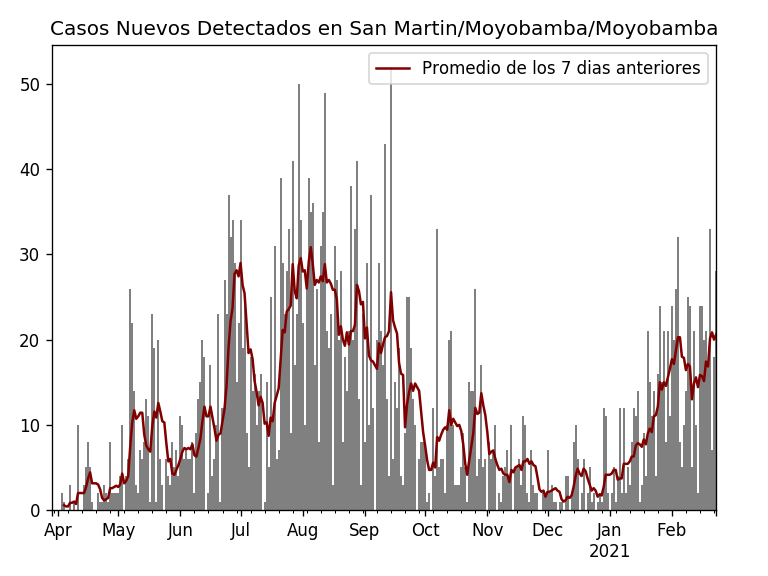 Casos Nuevos Detectados en San Martin/Moyobamba/Moyobamba
Promedio de los 7 dias anteriores
50
40
30
20
10
0
Apr May Jun Jul Aug Sep Oct Nov Dec Jan Feb
2021